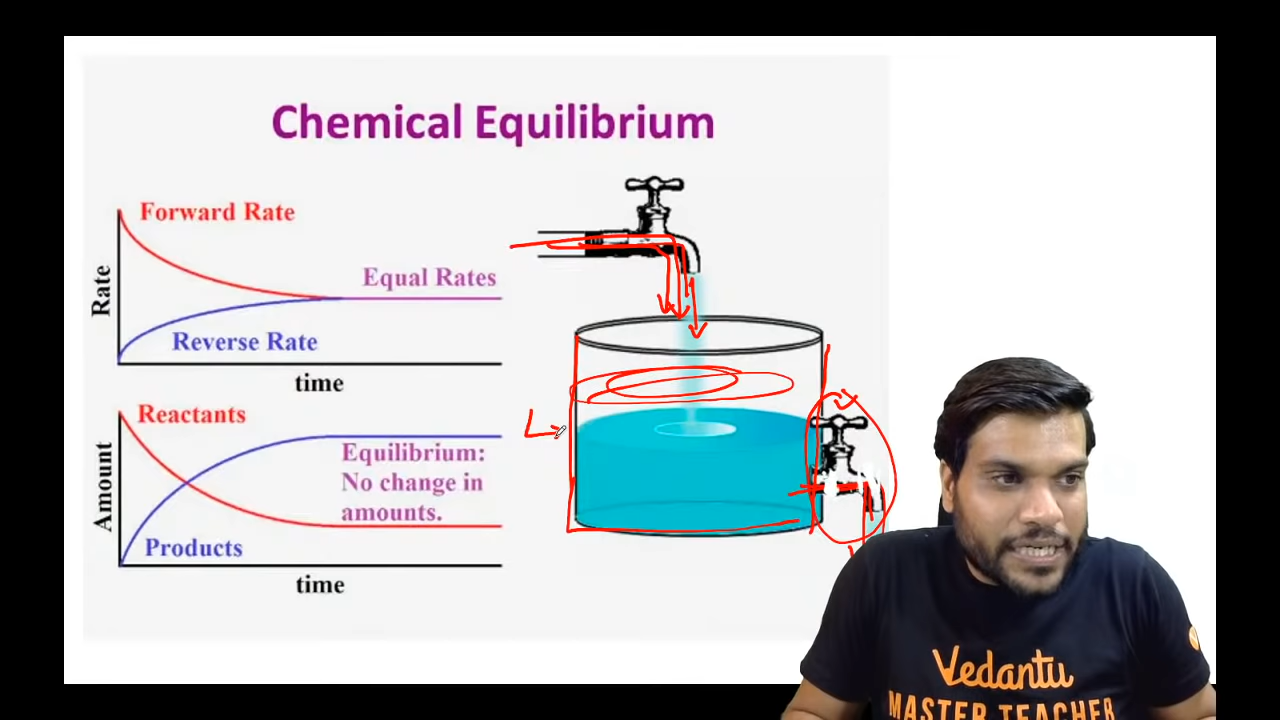 Chemical Equilibrium
Forward Rate
Equal Rates
Rate
Reverse Rate
time
Reactants
Equilibrium:
No change in
amounts.
Amount
Products
time
L
Vedantu
MASTER TEACHER